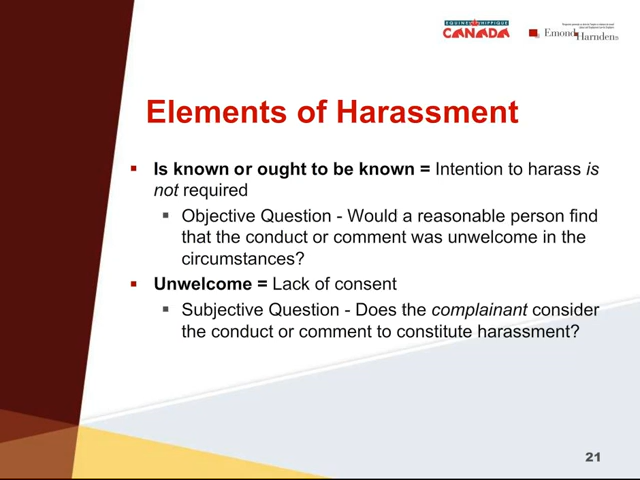 EQUINE HIPPIQUE
CANADA
Emond Harnden
Elements of Harassment
▪ Is known or ought to be known = Intention to harass is
not required
▪ Objective Question - Would a reasonable person find
that the conduct or comment was unwelcome in the
circumstances?
▪ Unwelcome = Lack of consent
▪ Subjective Question - Does the complainant consider
the conduct or comment to constitute harassment?
21